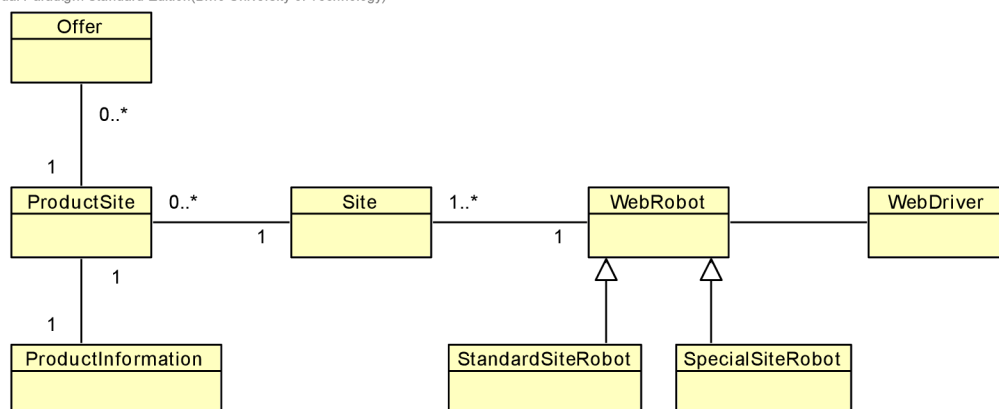 Offer
0..*
1
ProductSite
0..*
1
Site
1..*
1
WebRobot
WebDriver
1
1
ProductInformation
StandardSiteRobot
SpecialSiteRobot